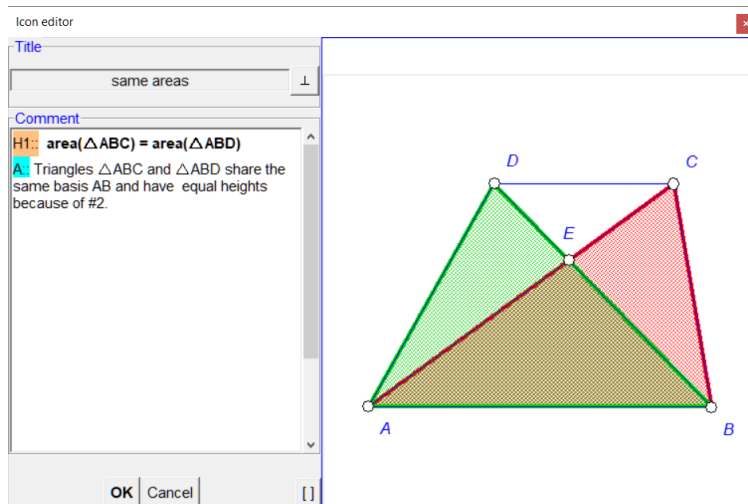 Icon editor
Title
same areas
⊥
Comment
H1:: area(△ABC) = area(△ABD)
A:: Triangles △ABC and △ABD share the
same basis AB and have equal heights
because of #2.
OK Cancel [ ]
D
C
E
A
B